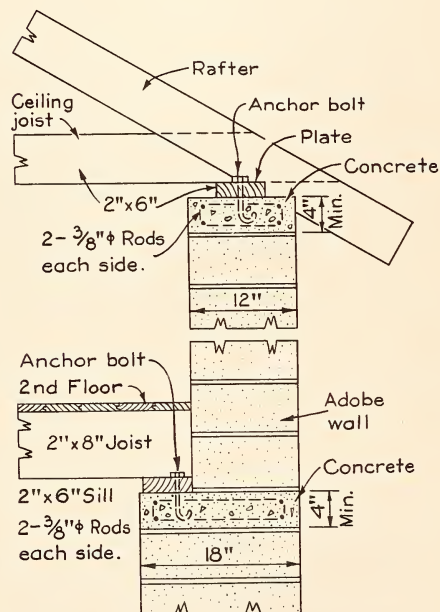 Rafter
Ceiling
joist
Anchor bolt
Plate
Concrete
2"x6"
2-3/8"φ Rods
each side.
4"
Min.
12"
Anchor bolt
2nd Floor
2"x8"Joist
Adobe
wall
Concrete
2"x6"Sill
2-3/8"φ Rods
each side.
4"
Min.
18"